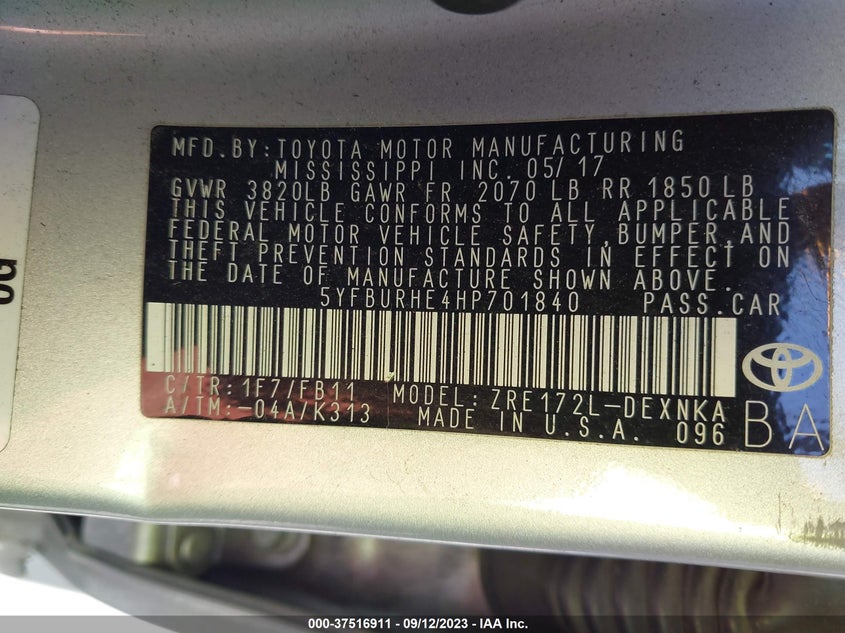 MFD. BY: TOYOTA MOTOR MANUFACTURING
MISSISSIPPI INC. 05/ 17
GVWR 3820LB GAWR FR 2070 LB RR 1850 LB
THIS VEHICLE CONFORMS TO ALL APPLICABLE
FEDERAL MOTOR VEHICLE SAFETY, BUMPER, AND
THEFT PREVENTION STANDARDS IN EFFECT ON
THE DATE OF MANUFACTURE SHOWN ABOVE.
5YFBURHE4HP701840 PASS. CAR
C/TR: 1F7/FB11 MODEL: ZRE172L-DEXNKA
A/TM: -04A/K313 MADE IN U.S.A. 096 BA
000-37516911 - 09/12/2023 - IAA Holdings, Inc.